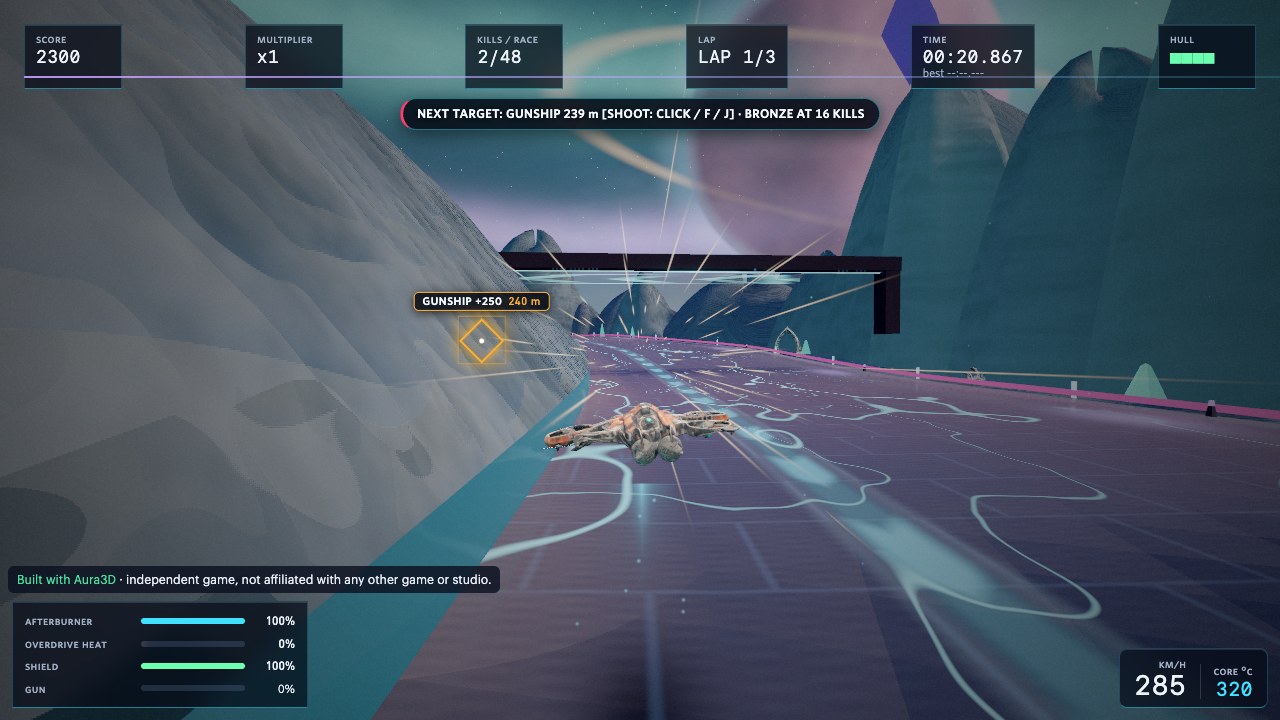 SCORE
2300
MULTIPLIER
x1
KILLS / RACE
2/48
LAP
LAP 1/3
TIME
00:20.867
best --:--.---
HULL
NEXT TARGET: GUNSHIP 239 m [SHOOT: CLICK / F / J] · BRONZE AT 16 KILLS
GUNSHIP +250 240 m
Built with Aura3D · independent game, not affiliated with any other game or studio.
AFTERBURNER 100%
OVERDRIVE HEAT 0%
SHIELD 100%
GUN 0%
KM/H
285
CORE °C
320